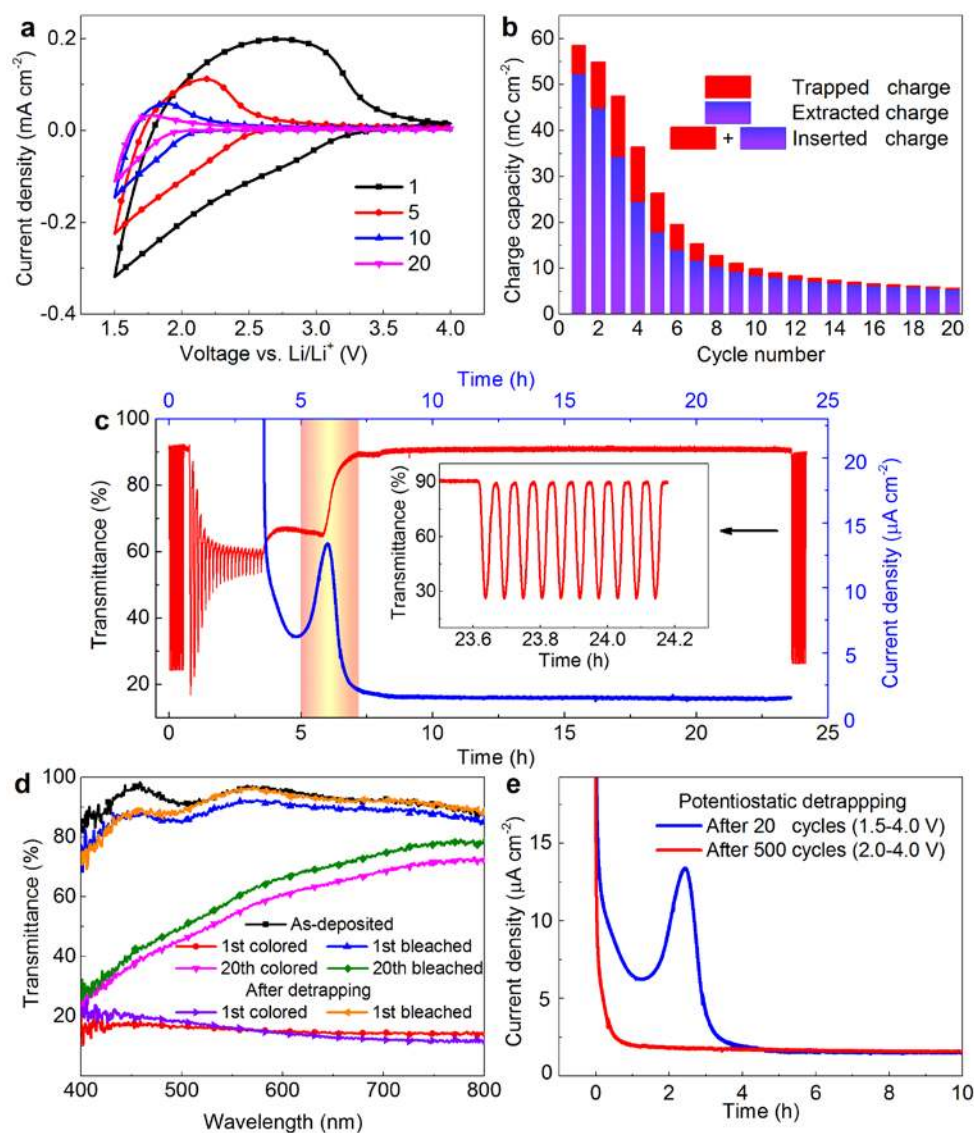 a
Current density (mA cm⁻²)
0.2
0.0
-0.2
-0.4
1
5
10
20
1.5 2.0 2.5 3.0 3.5 4.0
Voltage vs. Li/Li⁺ (V)
b
Charge capacity (mC cm⁻²)
60
50
40
30
20
10
0
Trapped charge
Extracted charge
+ Inserted charge
0 2 4 6 8 10 12 14 16 18 20
Cycle number
Time (h)
0 5 10 15 20 25
c
Transmittance (%)
100
80
60
40
20
Current density (µA cm⁻²)
20
15
10
5
0
Transmittance (%)
90
60
30
23.6 23.8 24.0 24.2
Time (h)
0 5 10 15 20 25
Time (h)
d
Transmittance (%)
100
80
60
40
20
As-deposited
1st colored 1st bleached
20th colored 20th bleached
After detrapping
1st colored 1st bleached
400 500 600 700 800
Wavelength (nm)
e
Current density (µA cm⁻²)
15
10
5
0
Potentiostatic detrappping
After 20 cycles (1.5-4.0 V)
After 500 cycles (2.0-4.0 V)
0 2 4 6 8 10
Time (h)